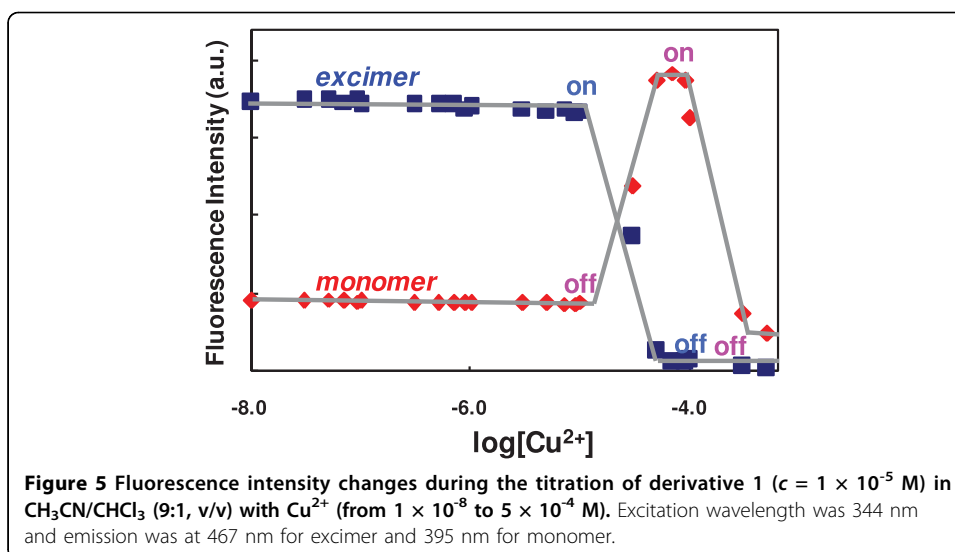 Fluorescence Intensity (a.u.)
excimer
on
on
monomer
off
off
off
-8.0
-6.0
-4.0
log[Cu²⁺]
Figure 5 Fluorescence intensity changes during the titration of derivative 1 (c = 1 × 10⁻⁵ M) in
CH₃CN/CHCl₃ (9:1, v/v) with Cu²⁺ (from 1 × 10⁻⁸ to 5 × 10⁻⁴ M). Excitation wavelength was 344 nm
and emission was at 467 nm for excimer and 395 nm for monomer.